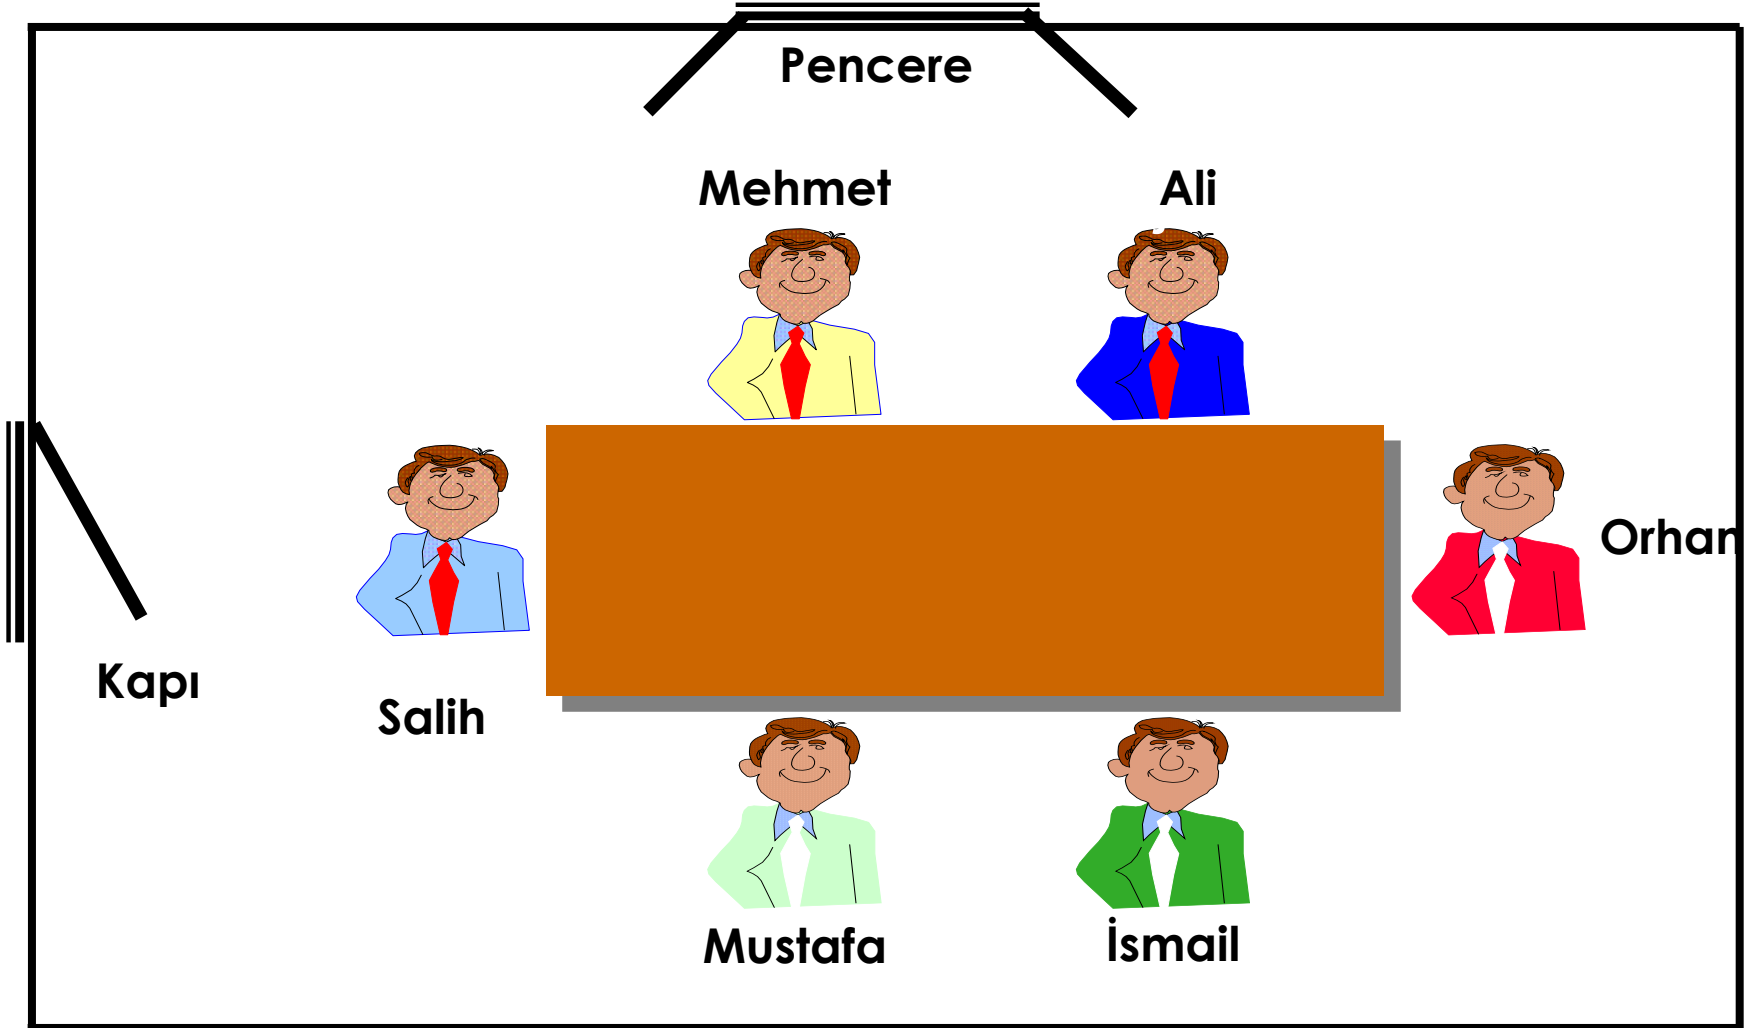 Pencere
Mehmet
Ali
Orhan
Kapı
Salih
Mustafa
İsmail